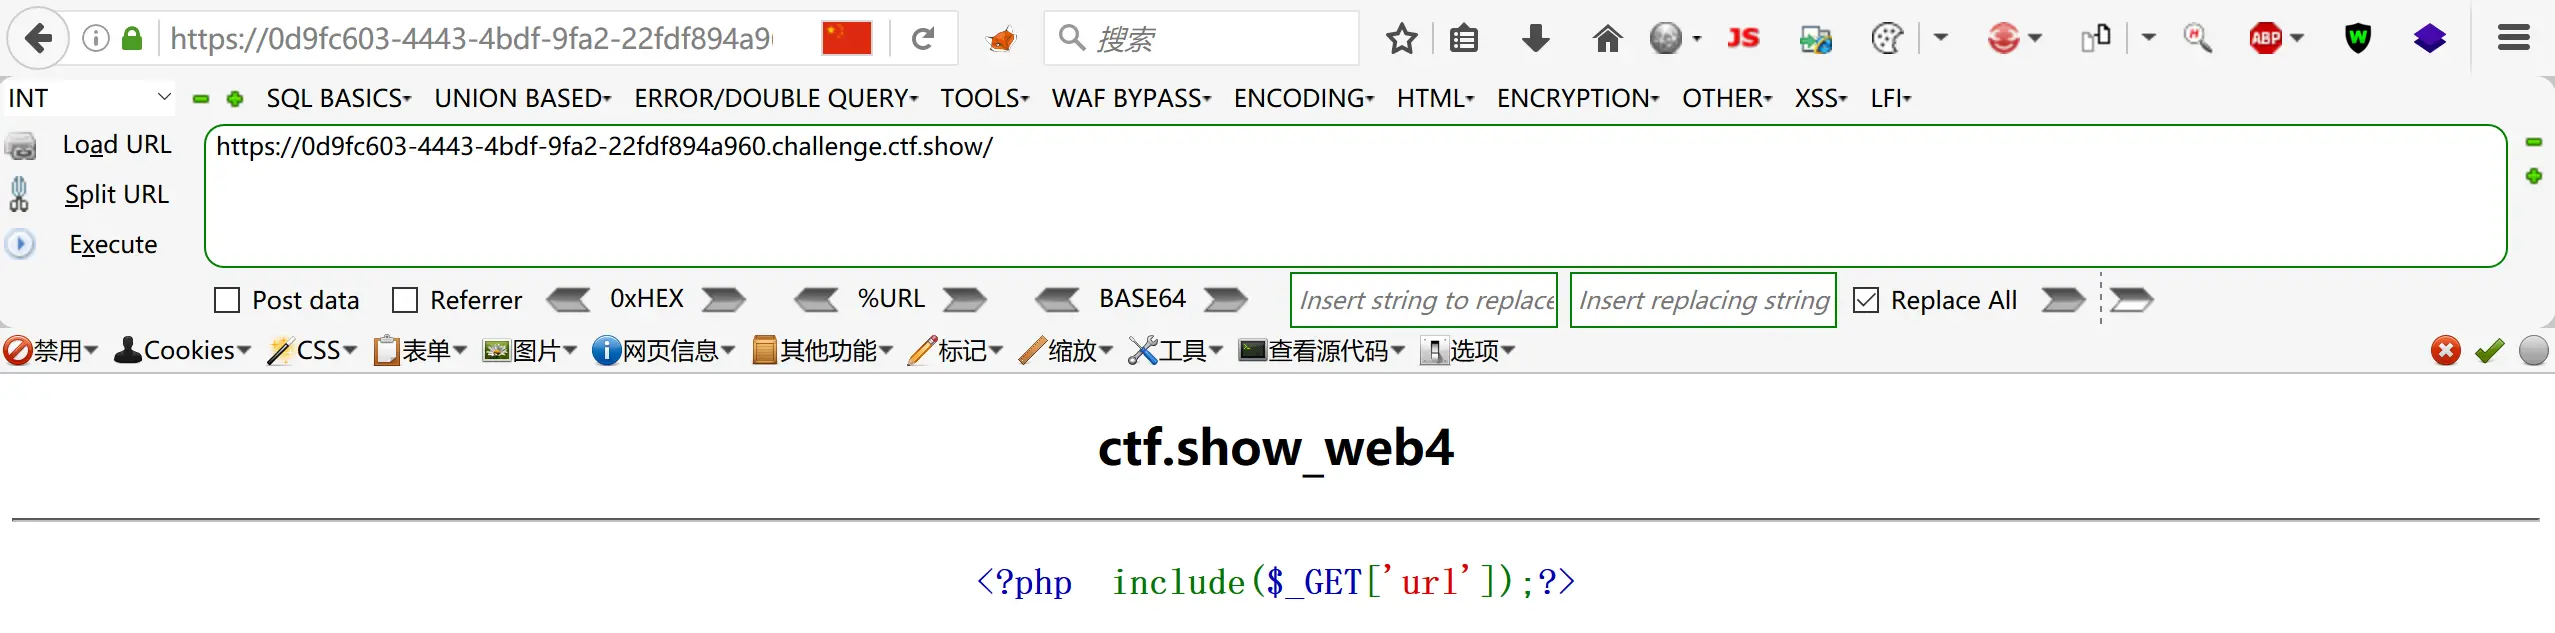 https://0d9fc603-4443-4bdf-9fa2-22fdf894a9 搜索 JS ABP W
INT SQL BASICS UNION BASED ERROR/DOUBLE QUERY TOOLS WAF BYPASS ENCODING HTML ENCRYPTION OTHER XSS LFI
Load URL https://0d9fc603-4443-4bdf-9fa2-22fdf894a960.challenge.ctf.show/
Split URL
Execute
Post data Referrer 0xHEX %URL BASE64 Insert string to replace Insert replacing string Replace All
禁用 Cookies CSS 表单 图片 网页信息 其他功能 标记 缩放 工具 查看源代码 选项
ctf.show_web4
<?php include($_GET['url']);?>